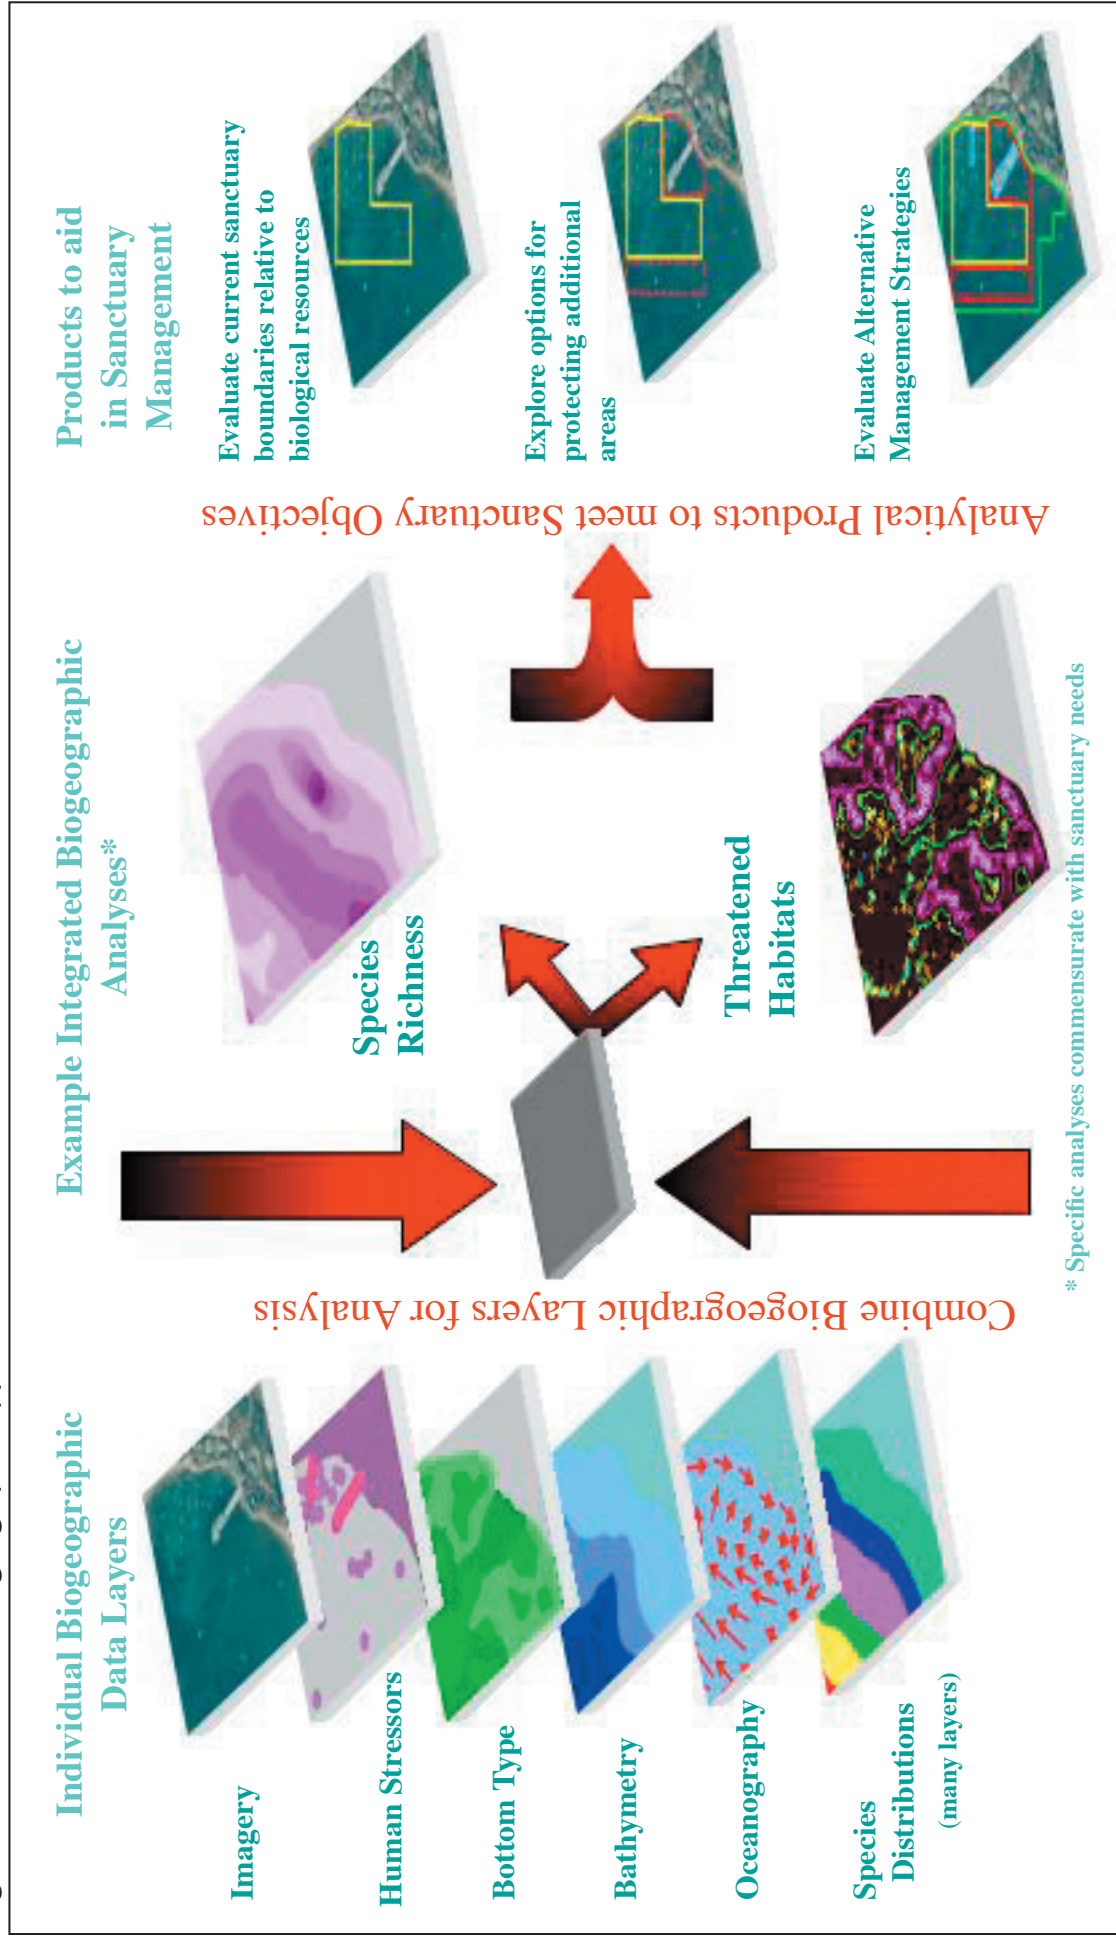 Individual Biogeographic
Data Layers
Imagery
Human Stressors
Bottom Type
Bathymetry
Oceanography
Species
Distributions
(many layers)
Combine Biogeographic Layers for Analysis
Example Integrated Biogeographic
Analyses*
Species
Richness
Threatened
Habitats
* Specific analyses commensurate with sanctuary needs
Analytical Products to meet Sanctuary Objectives
Products to aid
in Sanctuary
Management
Evaluate current sanctuary
boundaries relative to
biological resources
Explore options for
protecting additional
areas
Evaluate Alternative
Management Strategies